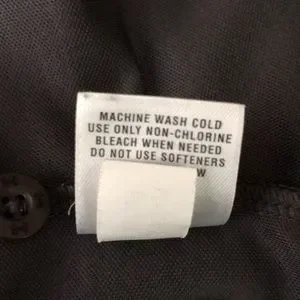 MACHINE WASH COLD
USE ONLY NON-CHLORINE
BLEACH WHEN NEEDED
DO NOT USE SOFTENERS